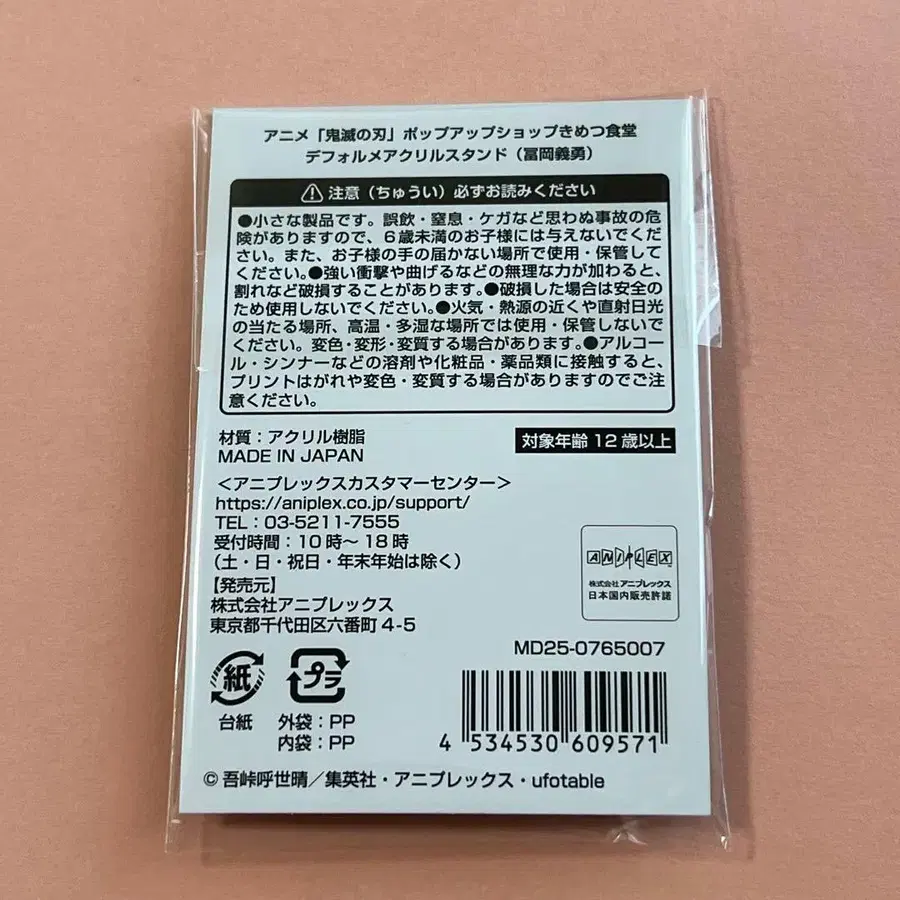 アニメ「鬼滅の刃」ポップアップショップきめつ食堂
デフォルメアクリルスタンド（冨岡義勇）
注意（ちゅうい）必ずお読みください
●小さな製品です。誤飲・窒息・ケガなど思わぬ事故の危
険がありますので、6歳未満のお子様には与えないでくだ
さい。また、お子様の手の届かない場所で使用・保管して
ください。●強い衝撃や曲げるなどの無理な力が加わると、
割れなど破損することがあります。●破損した場合は安全の
ため使用しないでください。●火気・熱源の近くや直射日光
の当たる場所、高温・多湿な場所では使用・保管しないで
ください。変色・変形・変質する場合があります。●アルコー
ル・シンナーなどの溶剤や化粧品・薬品類に接触すると、
プリントはがれや変色・変質する場合がありますのでご注
意ください。
材質：アクリル樹脂
MADE IN JAPAN
対象年齢 12歳以上
＜アニプレックスカスタマーセンター＞
https://aniplex.co.jp/support/
TEL：03-5211-7555
受付時間：10時～18時
（土・日・祝日・年末年始は除く）
【発売元】
株式会社アニプレックス
東京都千代田区六番町4-5
ANIPLEX
株式会社アニプレックス
日本国内販売許諾
MD25-0765007
紙
台紙
プラ
外袋：PP
内袋：PP
4 534530 609571
© 吾峠呼世晴／集英社・アニプレックス・ufotable